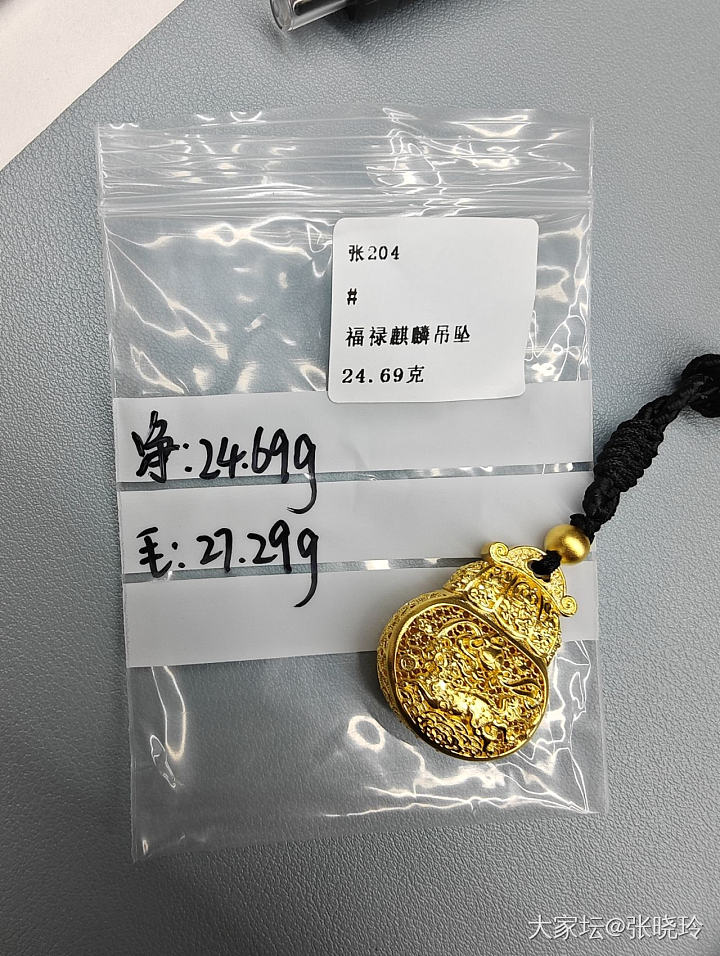 张204
#
福禄麒麟吊坠
24.69克
净:24.69g
毛:27.29g
大家坛@张晓玲